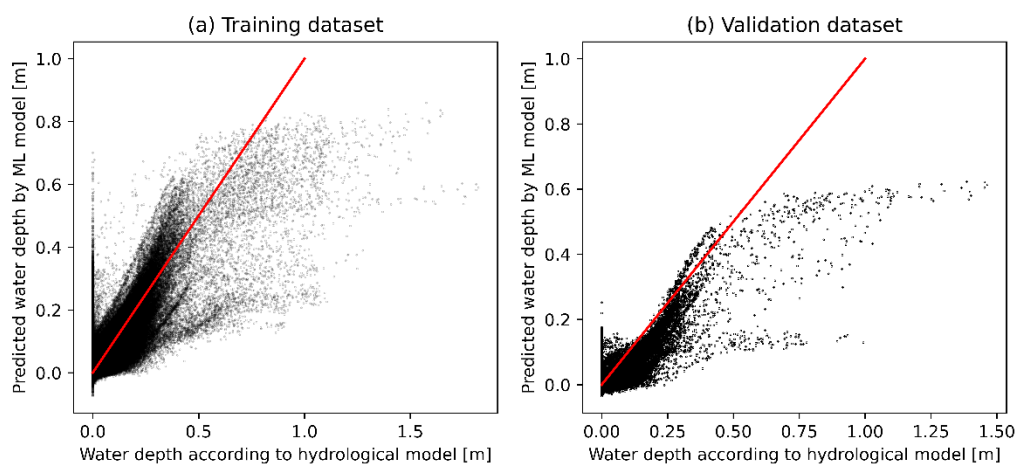 (a) Training dataset
Predicted water depth by ML model [m]
1.0
0.8
0.6
0.4
0.2
0.0
0.0 0.5 1.0 1.5
Water depth according to hydrological model [m]
(b) Validation dataset
Predicted water depth by ML model [m]
1.0
0.8
0.6
0.4
0.2
0.0
0.00 0.25 0.50 0.75 1.00 1.25 1.50
Water depth according to hydrological model [m]